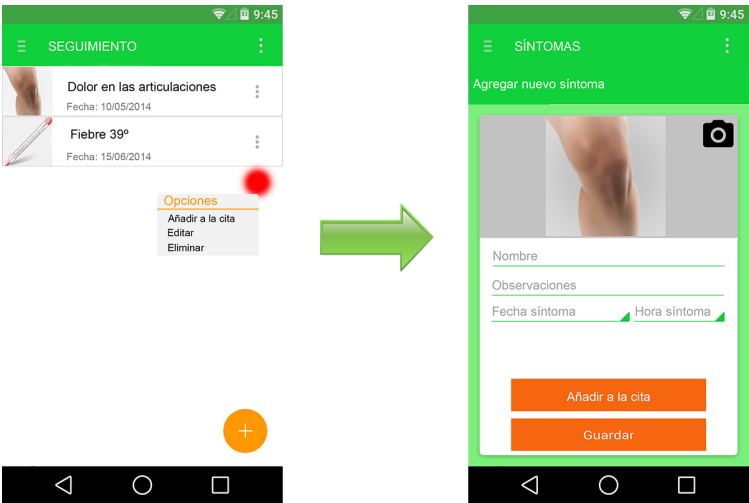 9:45
SEGUIMIENTO
Dolor en las articulaciones
Fecha: 10/05/2014
Fiebre 39º
Fecha: 15/06/2014
Opciones
Añadir a la cita
Editar
Eliminar
9:45
SÍNTOMAS
Agregar nuevo síntoma
Nombre
Observaciones
Fecha síntoma Hora síntoma
Añadir a la cita
Guardar